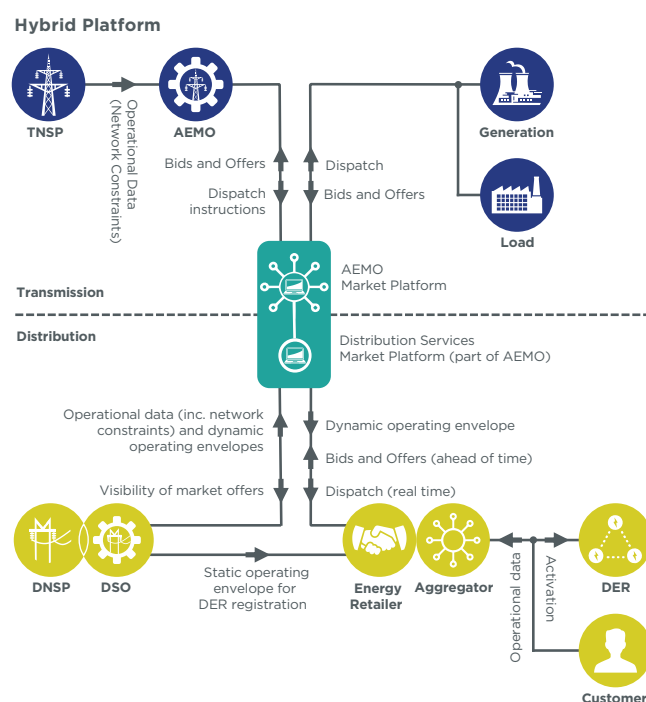 Hybrid Platform
TNSP
Operational Data
(Network Constraints)
AEMO
Bids and Offers
Dispatch
instructions
Dispatch
Bids and Offers
Generation
Load
AEMO
Market Platform
Transmission
Distribution
Distribution Services
Market Platform (part of AEMO)
Operational data (inc. network
constraints) and dynamic
operating envelopes
Visibility of market offers
Dynamic operating envelope
Bids and Offers (ahead of time)
Dispatch (real time)
DNSP
DSO
Static operating
envelope for
DER registration
Energy
Retailer
Aggregator
Operational data
Activation
DER
Customer